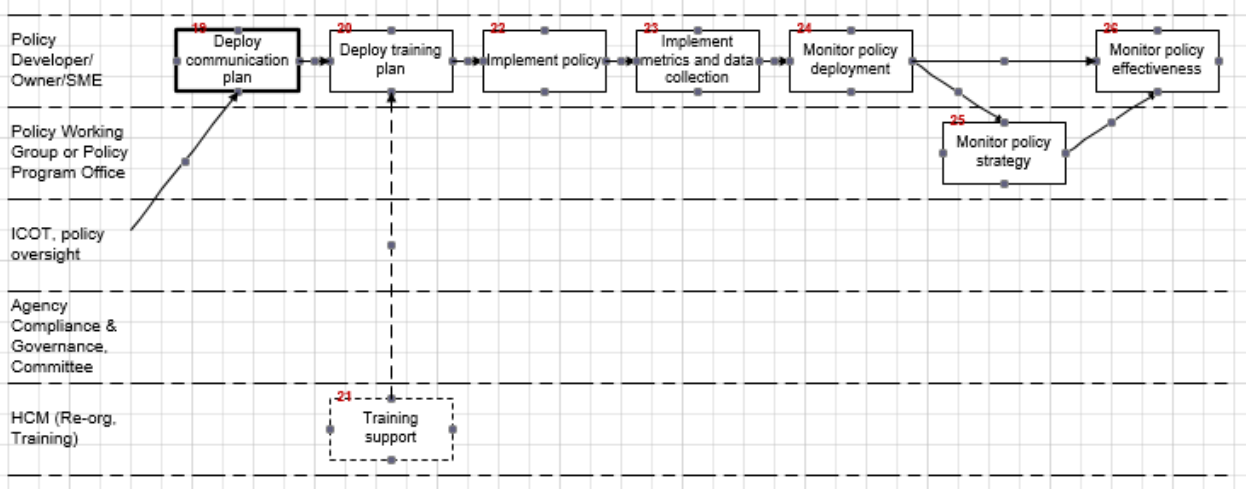 Policy
Developer/
Owner/SME
19
Deploy
communication
plan
20
Deploy training
plan
22
Implement policy
23
Implement
metrics and data
collection
24
Monitor policy
deployment
26
Monitor policy
effectiveness
Policy Working
Group or Policy
Program Office
25
Monitor policy
strategy
ICOT, policy
oversight
Agency
Compliance &
Governance,
Committee
HCM (Re-org,
Training)
21
Training
support